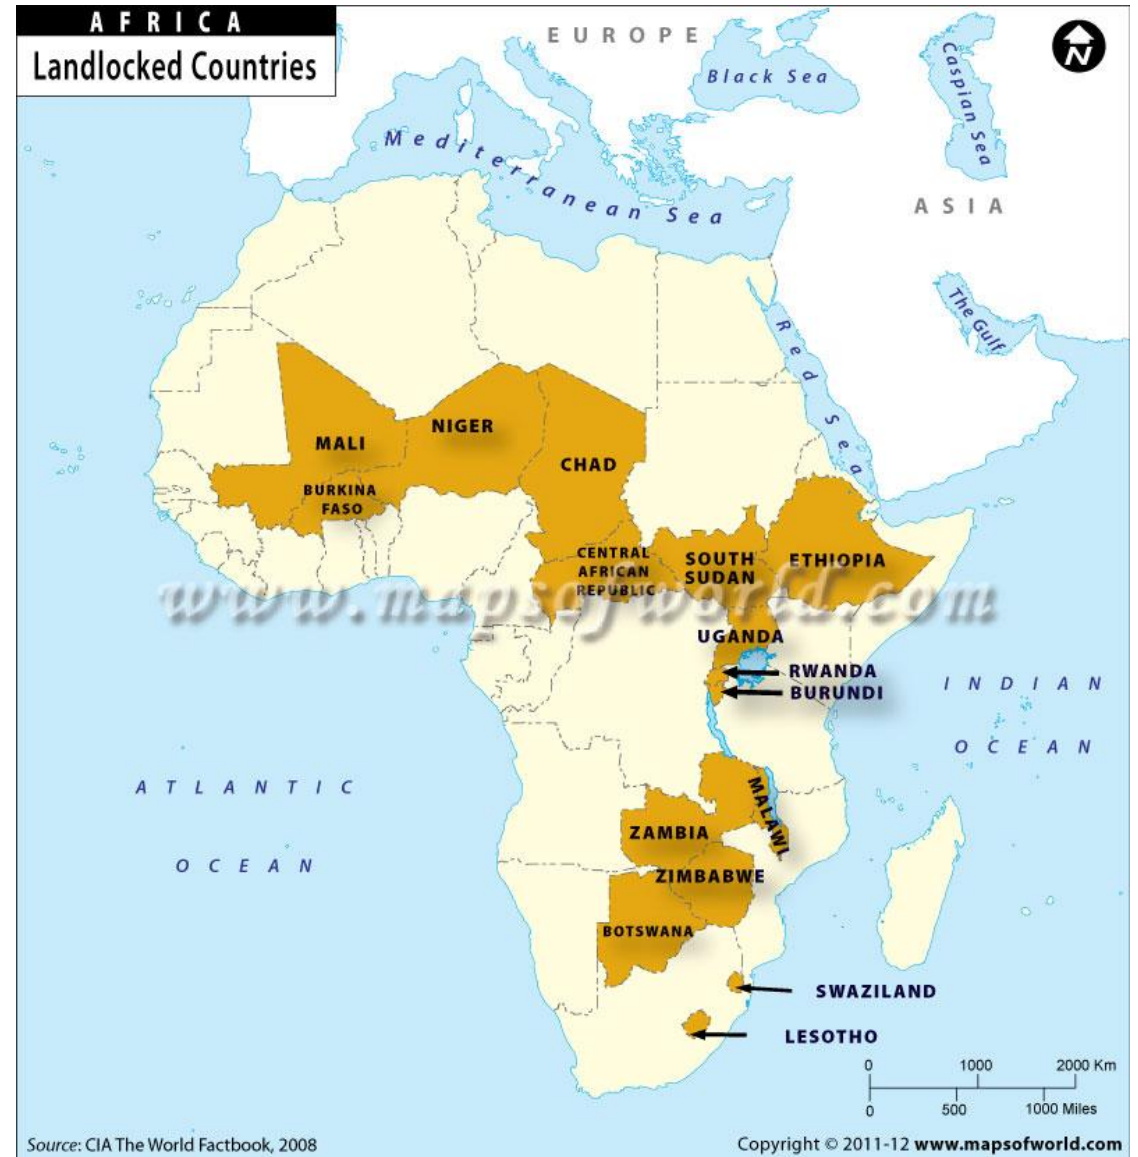 AFRICA
Landlocked Countries
EUROPE
Black Sea
Caspian Sea
Mediterranean Sea
ASIA
The Gulf
Red Sea
MALI
NIGER
CHAD
BURKINA
FASO
CENTRAL
AFRICAN
REPUBLIC
SOUTH
SUDAN
ETHIOPIA
www.mapsofworld.com
UGANDA
RWANDA
BURUNDI
INDIAN
OCEAN
ATLANTIC
OCEAN
MALAWI
ZAMBIA
ZIMBABWE
BOTSWANA
SWAZILAND
LESOTHO
N
0 1000 2000 Km
0 500 1000 Miles
Source: CIA The World Factbook, 2008
Copyright © 2011-12 www.mapsofworld.com